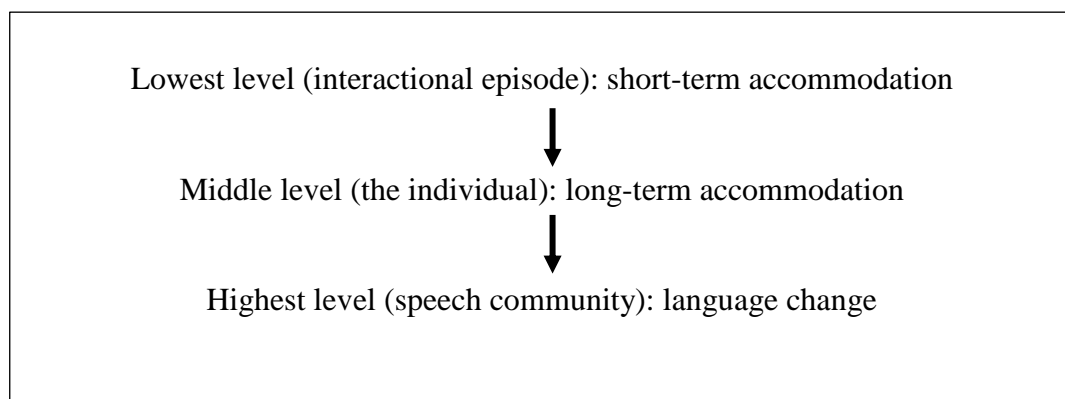 Lowest level (interactional episode): short-term accommodation
Middle level (the individual): long-term accommodation
Highest level (speech community): language change